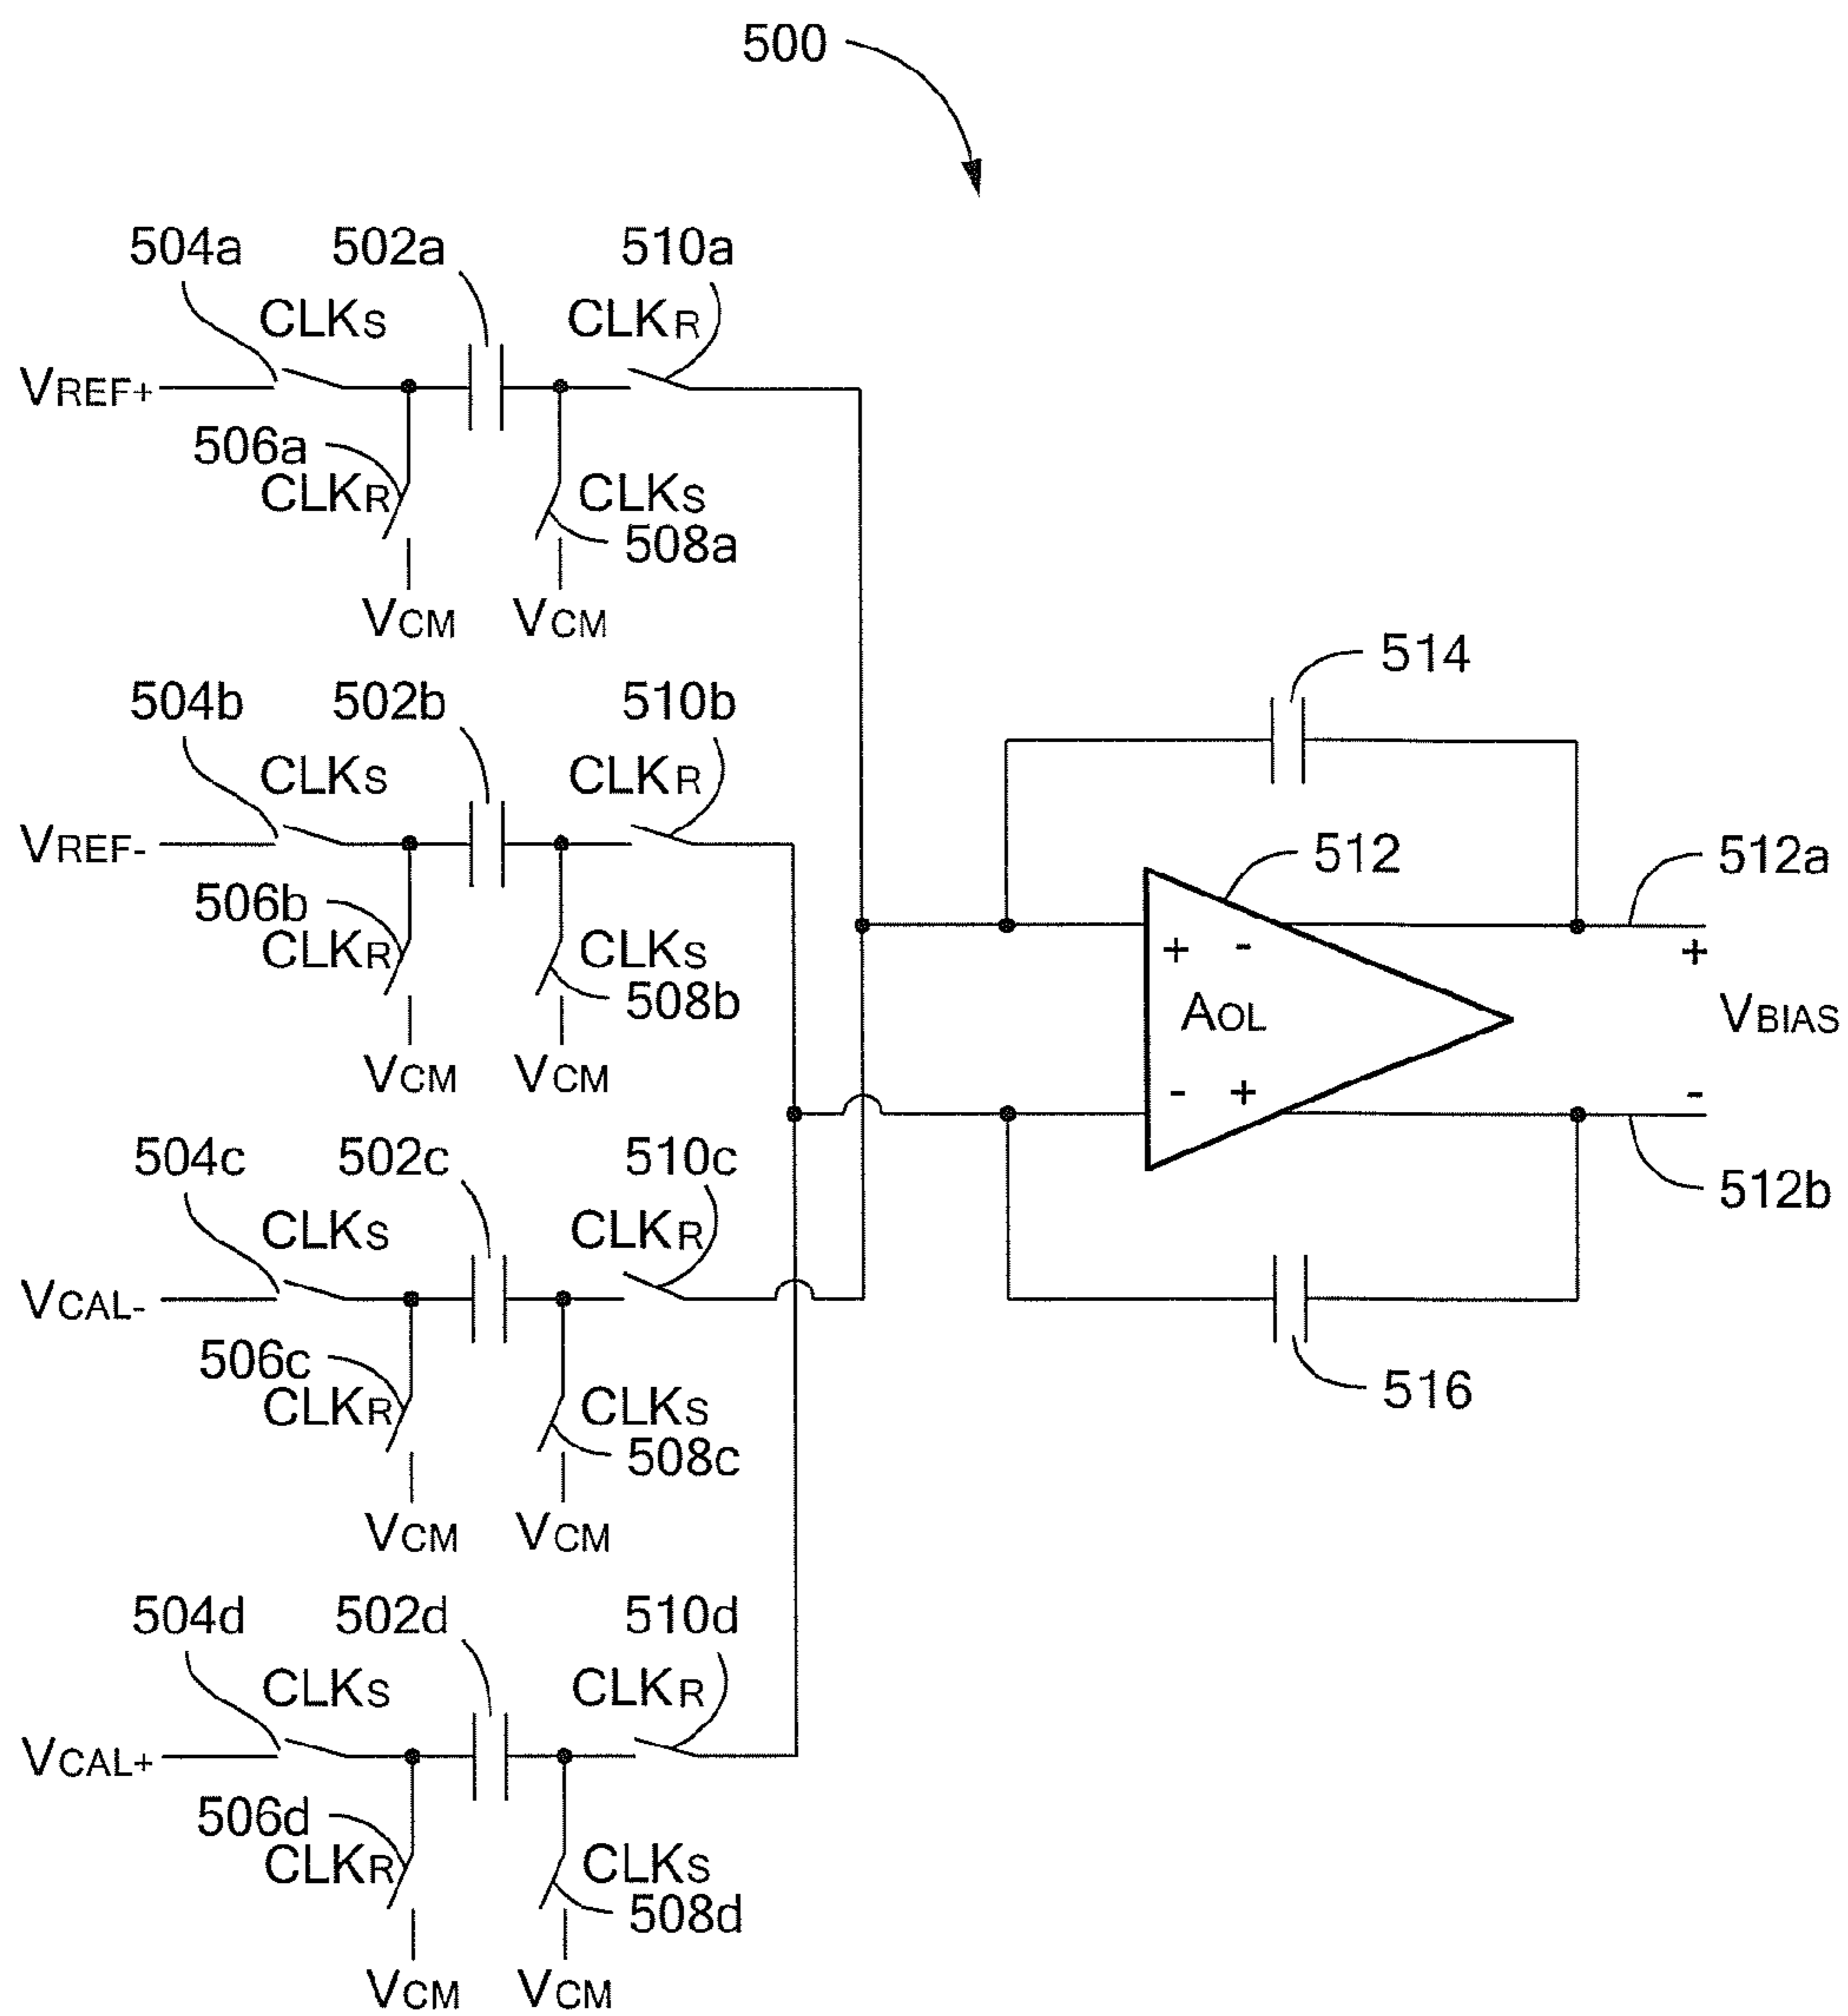 500
504a 502a 510a
CLKS CLKR
VREF+
506a
CLKR CLKS
508a
VCM VCM
514
504b 502b 510b
CLKS CLKR
VREF-
512 512a
506b
CLKR CLKS
508b
+ - +
AOL VBIAS
VCM VCM
- + -
504c 502c 510c
512b
CLKS CLKR
VCAL-
506c
CLKR CLKS
516
508c
VCM VCM
504d 502d 510d
CLKS CLKR
VCAL+
506d
CLKR CLKS
508d
VCM VCM